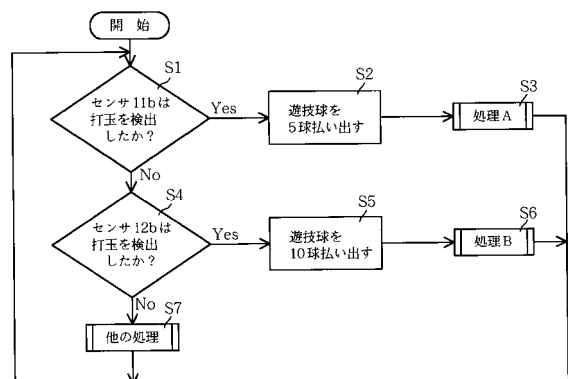 開 始
S1
センサ11bは
打玉を検出
したか？
Yes
S2
遊技球を
5球払い出す
S3
処理A
No
S4
センサ12bは
打玉を検出
したか？
Yes
S5
遊技球を
10球払い出す
S6
処理B
No
S7
他の処理